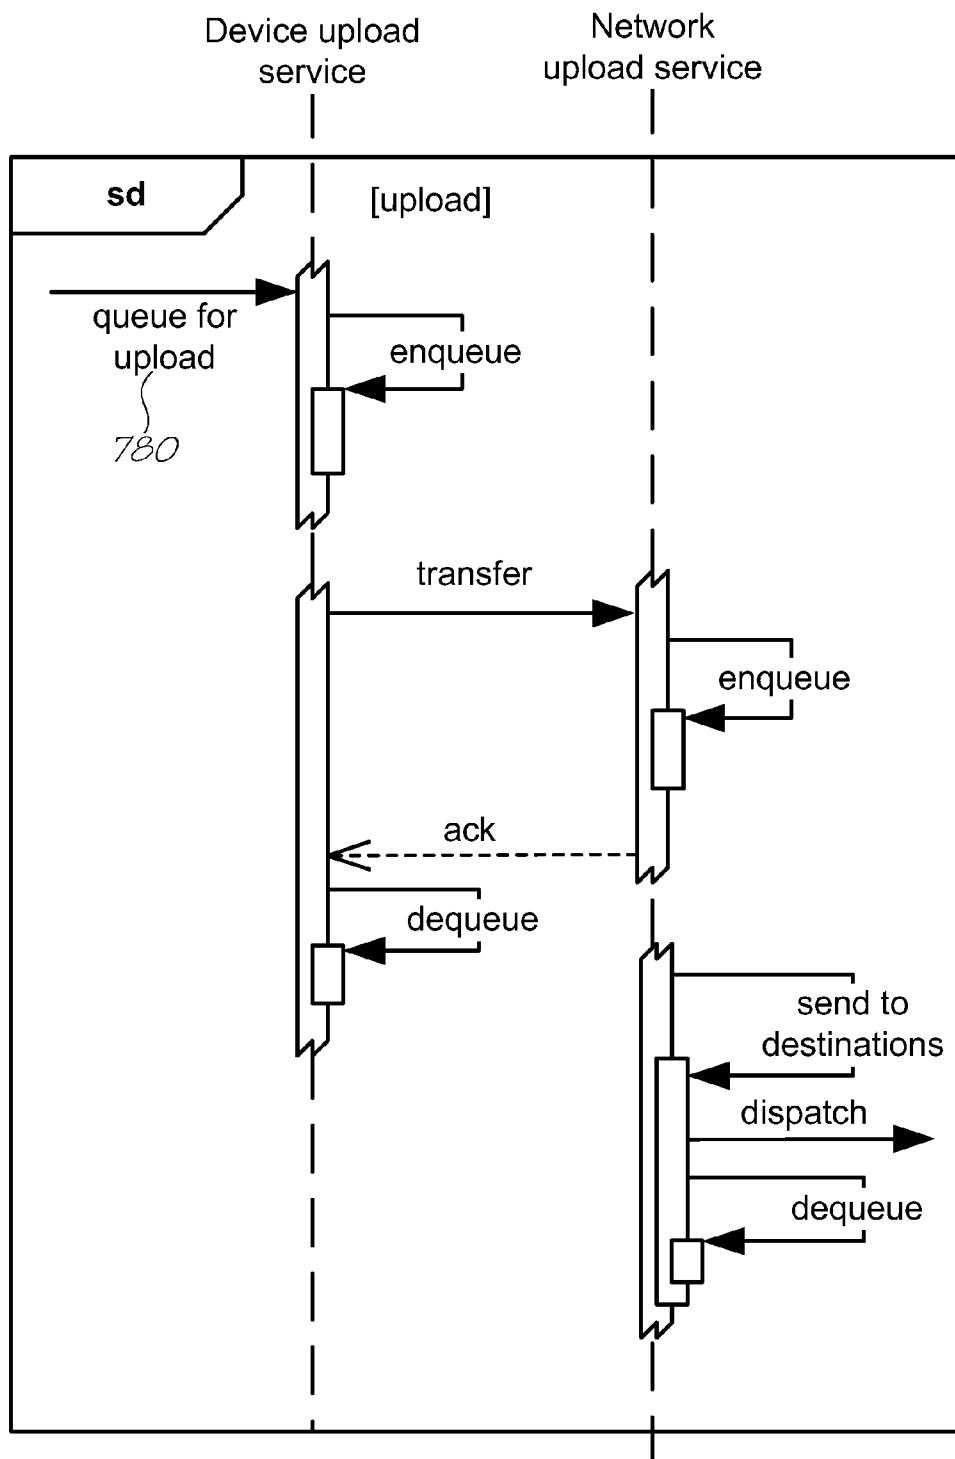 Device upload
service
Network
upload service
sd
[upload]
queue for
upload
780
enqueue
transfer
enqueue
ack
dequeue
send to
destinations
dispatch
dequeue